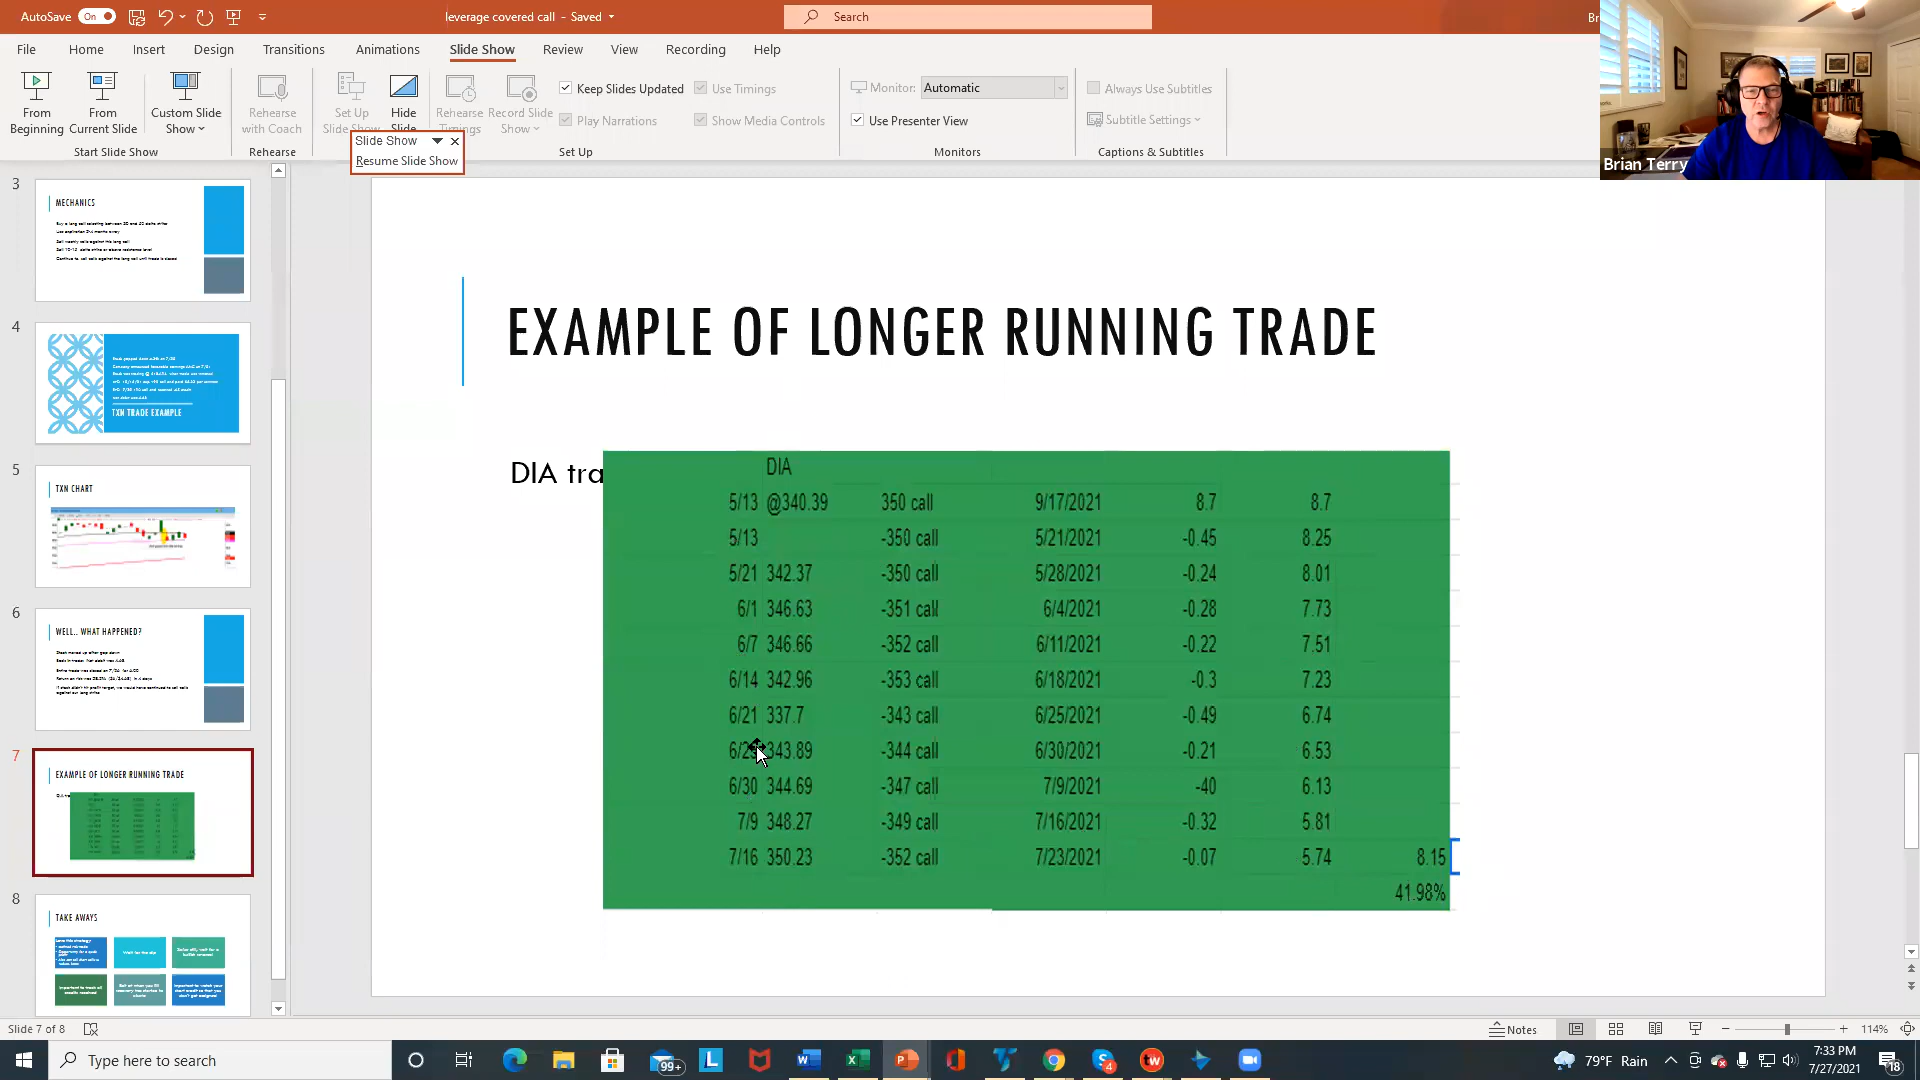 AutoSave On leverage covered call - Saved Search
File Home Insert Design Transitions Animations Slide Show Review View Recording Help
From Beginning
From Current Slide
Custom Slide Show
Rehearse with Coach
Set Up Slide Show
Hide Slide
Rehearse Timings
Record Slide Show
Keep Slides Updated
Use Timings
Play Narrations
Show Media Controls
Monitor: Automatic
Use Presenter View
Always Use Subtitles
Subtitle Settings
Start Slide Show Rehearse Set Up Monitors Captions & Subtitles
Slide Show
Resume Slide Show
Brian Terry
3
MECHANICS
4
TXN TRADE EXAMPLE
5
TXN CHART
6
WELL.. WHAT HAPPENED?
7
EXAMPLE OF LONGER RUNNING TRADE
8
TAKE AWAYS
EXAMPLE OF LONGER RUNNING TRADE
DIA tra
DIA
5/13 @340.39 350 call 9/17/2021 8.7 8.7
5/13 -350 call 5/21/2021 -0.45 8.25
5/21 342.37 -350 call 5/28/2021 -0.24 8.01
6/1 346.63 -351 call 6/4/2021 -0.28 7.73
6/7 346.66 -352 call 6/11/2021 -0.22 7.51
6/14 342.96 -353 call 6/18/2021 -0.3 7.23
6/21 337.7 -343 call 6/25/2021 -0.49 6.74
343.89 -344 call 6/30/2021 -0.21 6.53
6/30 344.69 -347 call 7/9/2021 -40 6.13
7/9 348.27 -349 call 7/16/2021 -0.32 5.81
7/16 350.23 -352 call 7/23/2021 -0.07 5.74 8.15
41.98%
Slide 7 of 8 Notes 114%
Type here to search
99+
4
79°F Rain
7:33 PM
7/27/2021
18